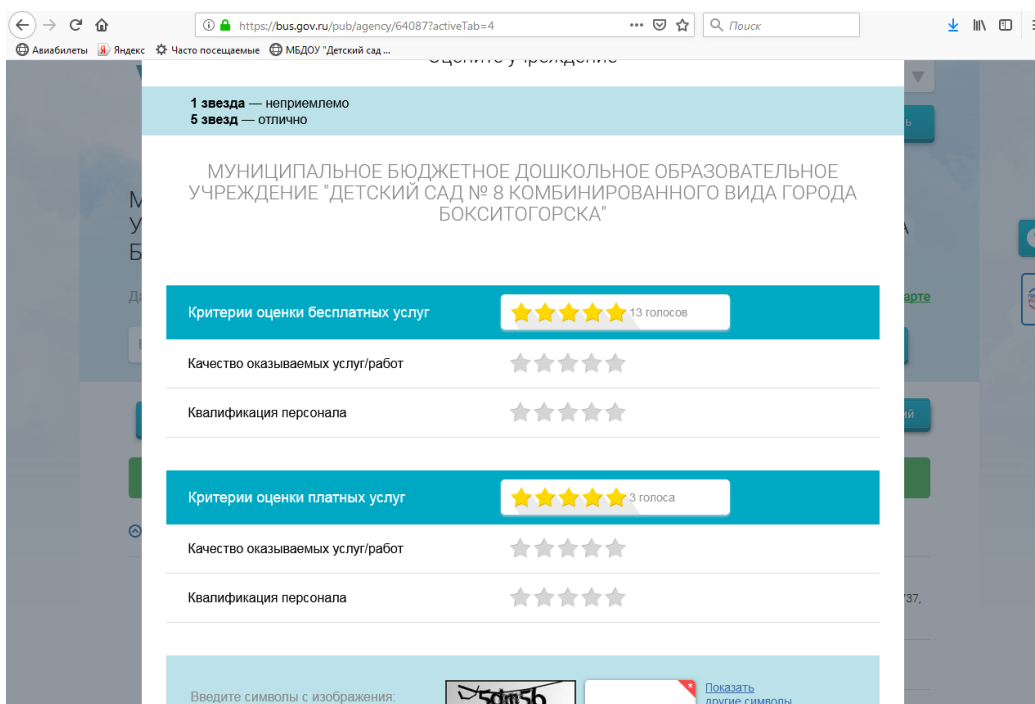 https://bus.gov.ru/pub/agency/64087?activeTab=4
Поиск
Авиабилеты
Яндекс
Часто посещаемые
МБДОУ "Детский сад ...
Оцените учреждение
1 звезда — неприемлемо
5 звезд — отлично
МУНИЦИПАЛЬНОЕ БЮДЖЕТНОЕ ДОШКОЛЬНОЕ ОБРАЗОВАТЕЛЬНОЕ
УЧРЕЖДЕНИЕ "ДЕТСКИЙ САД № 8 КОМБИНИРОВАННОГО ВИДА ГОРОДА
БОКСИТОГОРСКА"
Критерии оценки бесплатных услуг
13 голосов
Качество оказываемых услуг/работ
Квалификация персонала
Критерии оценки платных услуг
3 голоса
Качество оказываемых услуг/работ
Квалификация персонала
737,
Введите символы с изображения:
Показать
другие символы